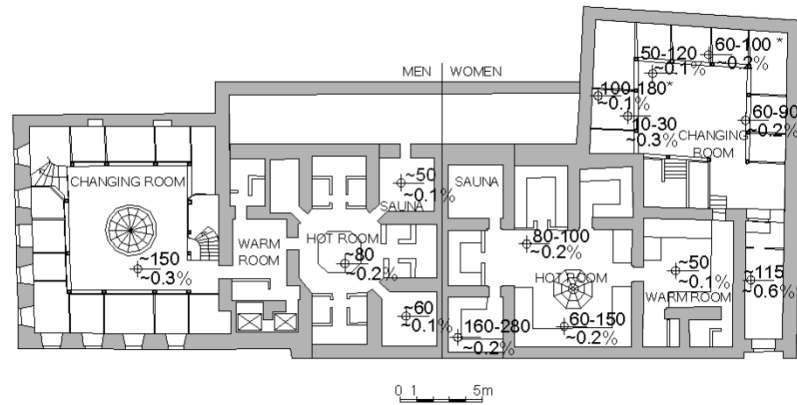 MEN WOMEN
50-120
~0.1%
60-100 *
~0.2%
100-180*
~0.1%
10-30
~0.3%
60-90
~0.2%
CHANGING
ROOM
CHANGING ROOM
~150
~0.3%
WARM
ROOM
HOT ROOM
~80
~0.2%
~50
~0.1%
SAUNA
~60
~0.1%
SAUNA
80-100
~0.2%
HOT ROOM
60-150
~0.2%
160-280
~0.2%
~50
~0.1%
WARM ROOM
~115
~0.6%
0 1 5m